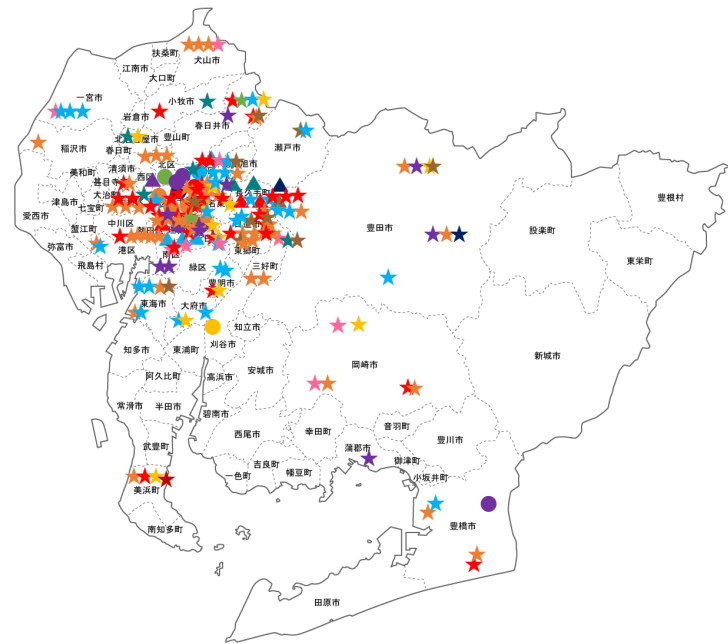 扶桑町
犬山市
江南市
大口町
一宮市
小牧市
岩倉市
春日井市
豊山町
稲沢市
春日町
瀬戸市
清須市
北区
美和町
西区
甚目寺
大治町
長久手町
津島市
七宝町
愛西市
中川区
蟹江町
豊田市
設楽町
豊根村
東栄町
弥富市
港区
南区
東郷町
飛島村
緑区
三好町
豊明市
東海市
大府市
知立市
知多市
東浦町
刈谷市
新城市
阿久比町
高浜市
安城市
岡崎市
常滑市
半田市
碧南市
音羽町
西尾市
幸田町
豊川市
武豊町
蒲郡市
吉良町
御津町
一色町
幡豆町
小坂井町
美浜町
豊橋市
南知多町
田原市